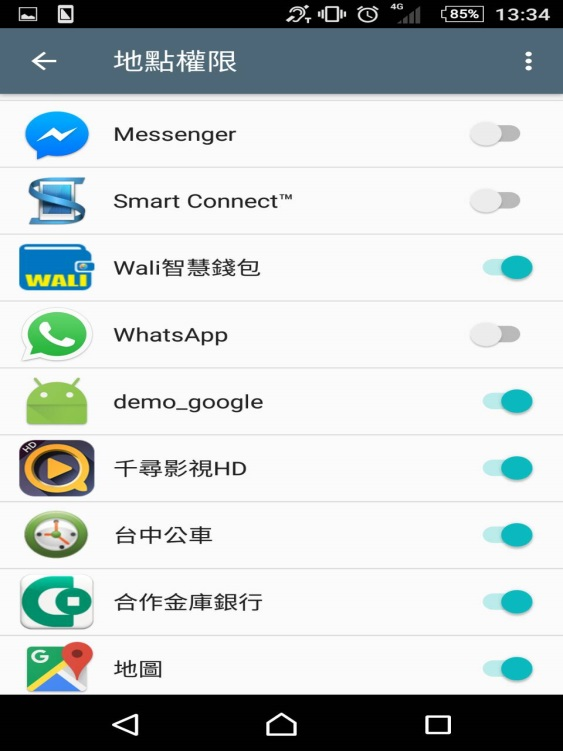 4G
85%
13:34
地點權限
Messenger
Smart Connect™
WALI
Wali智慧錢包
WhatsApp
demo_google
HD
千尋影視HD
台中公車
合作金庫銀行
G
地圖